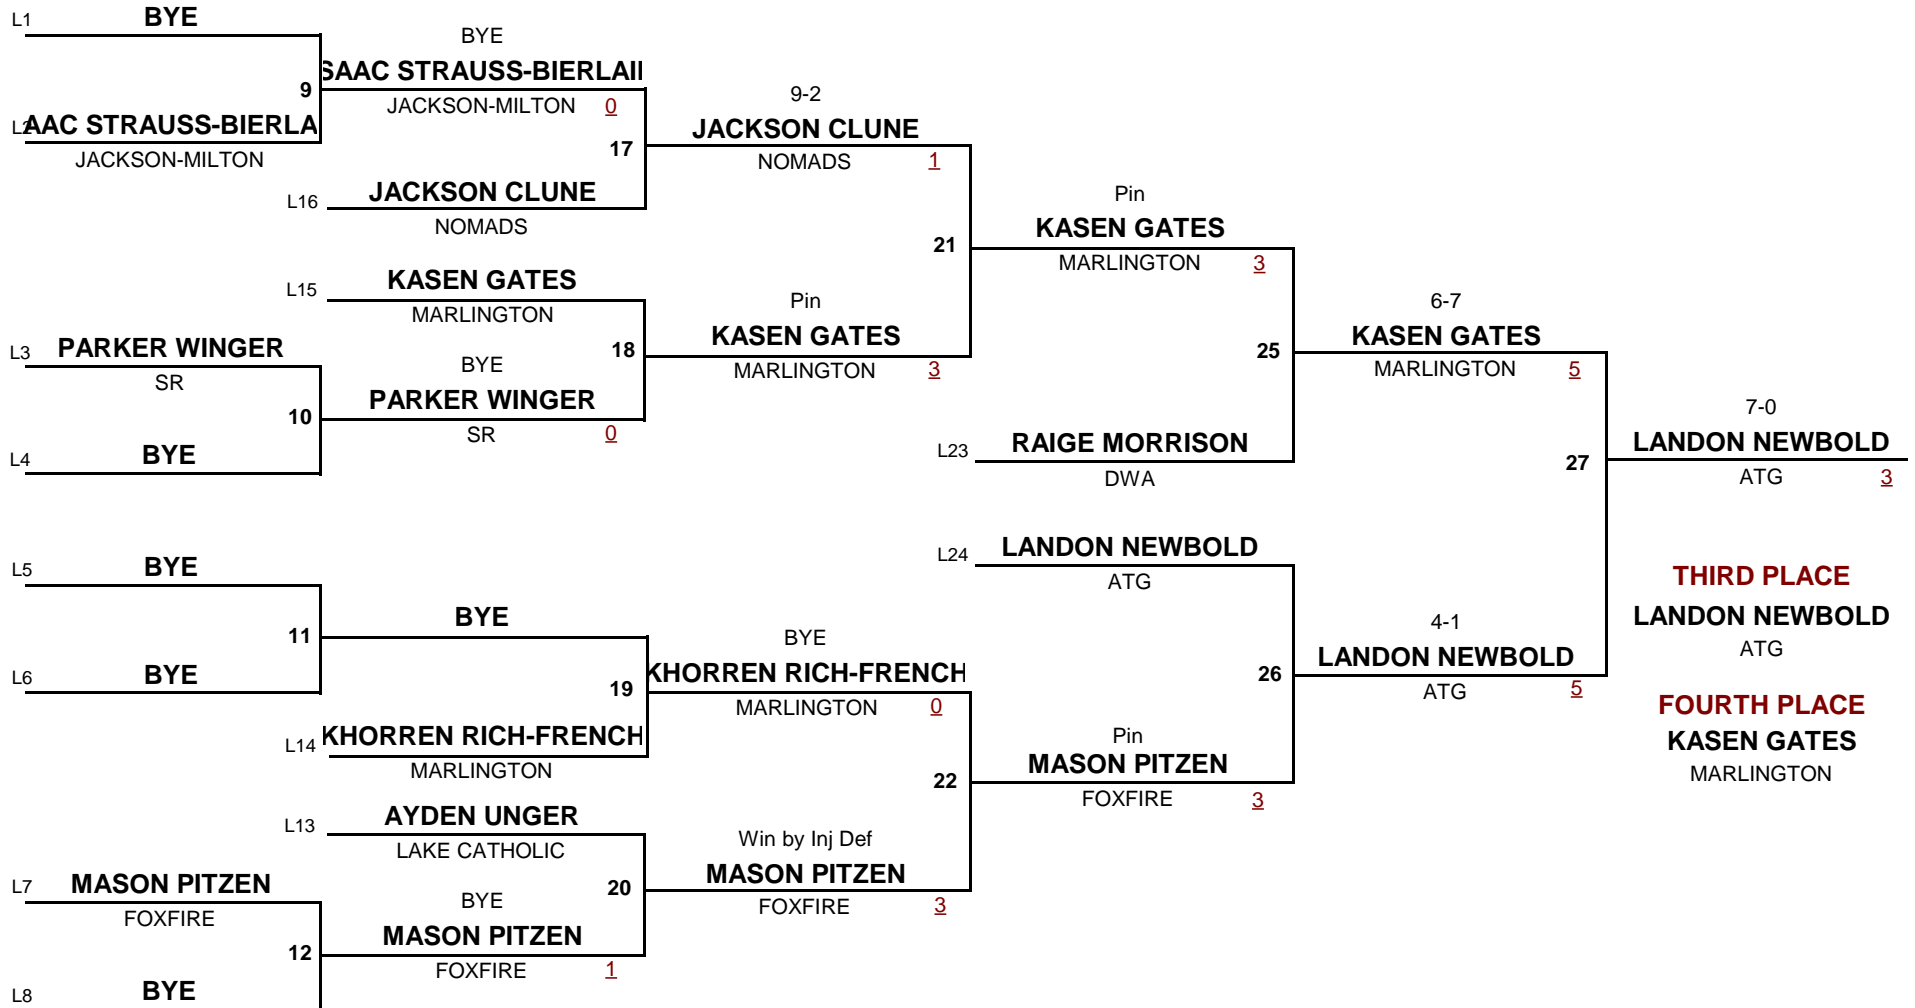 L1 BYE
BYE
9 SAAC STRAUSS-BIERLAI
JACKSON-MILTON 0
L2 AAC STRAUSS-BIERLA
JACKSON-MILTON
9-2
JACKSON CLUNE
17 NOMADS 1
L16 JACKSON CLUNE
NOMADS
Pin
KASEN GATES
21 MARLINGTON 3
L15 KASEN GATES
MARLINGTON
Pin
KASEN GATES
18 MARLINGTON 3
L3 PARKER WINGER
SR
BYE
PARKER WINGER
10 SR 0
L4 BYE
6-7
KASEN GATES
25 MARLINGTON 5
L23 RAIGE MORRISON
DWA
7-0
LANDON NEWBOLD
27 ATG 3
L24 LANDON NEWBOLD
ATG
L5 BYE
11 BYE
L6 BYE
BYE
KHORREN RICH-FRENCH
19 MARLINGTON 0
L14 KHORREN RICH-FRENCH
MARLINGTON
4-1
LANDON NEWBOLD
26 ATG 5
Pin
MASON PITZEN
22 FOXFIRE 3
L13 AYDEN UNGER
LAKE CATHOLIC
Win by Inj Def
MASON PITZEN
20 FOXFIRE 3
L7 MASON PITZEN
FOXFIRE
BYE
MASON PITZEN
12 FOXFIRE 1
L8 BYE
THIRD PLACE
LANDON NEWBOLD
ATG
FOURTH PLACE
KASEN GATES
MARLINGTON